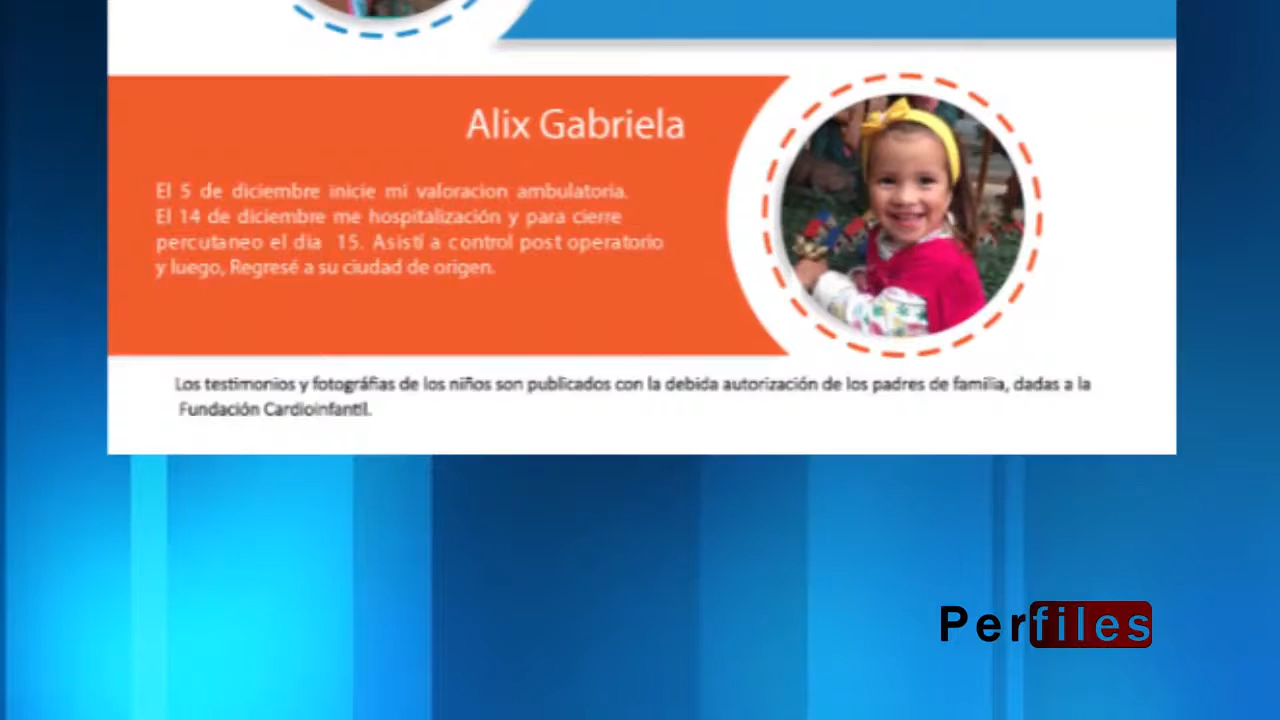 Alix Gabriela
El 5 de diciembre inicie mi valoracion ambulatoria.
El 14 de diciembre me hospitalización y para cierre
percutaneo el dia 15. Asistí a control post operatorio
y luego, Regresé a su ciudad de origen.
Los testimonios y fotográfias de los niños son publicados con la debida autorización de los padres de familia, dadas a la
Fundación Cardioinfantil.
Perfiles